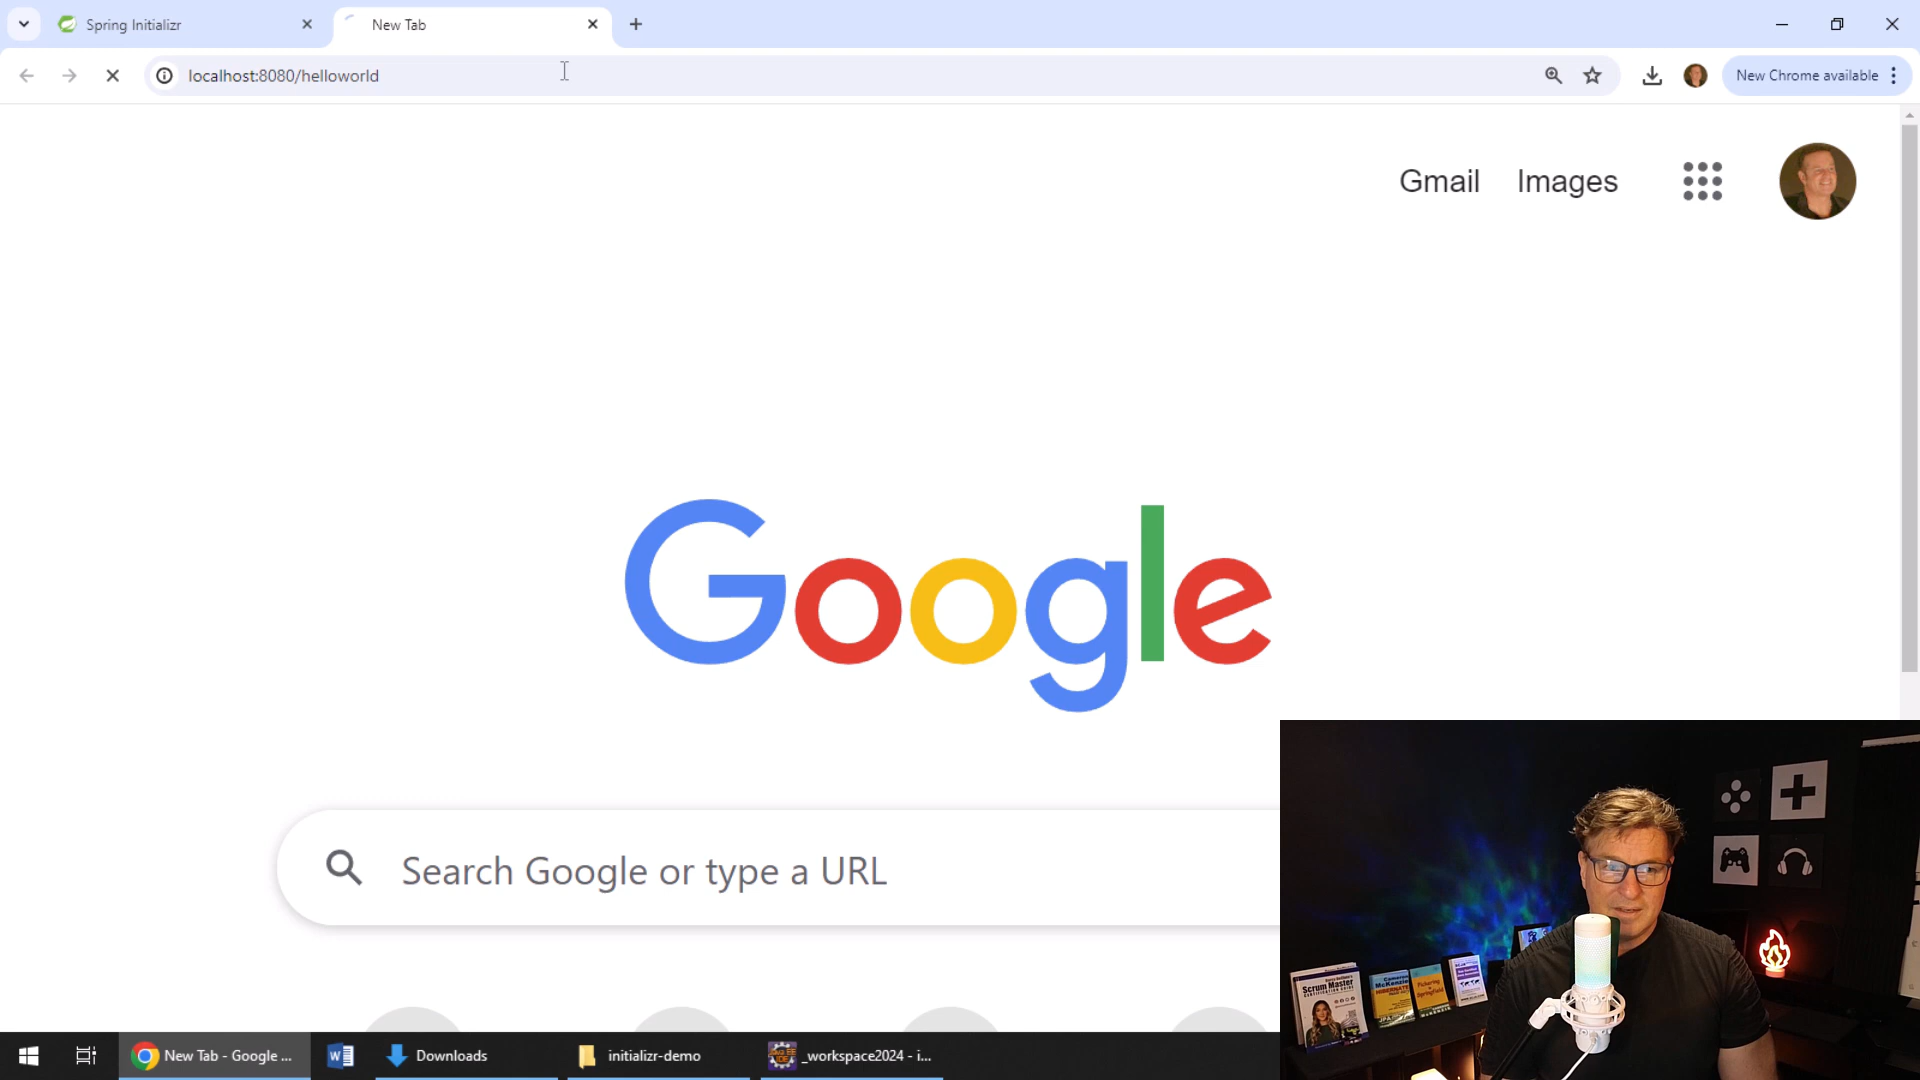 Spring Initializr
New Tab
localhost:8080/helloworld
New Chrome available
Gmail
Images
Google
Search Google or type a URL
Scrum Master
HIBERNATE
New Tab - Google ...
Downloads
initializr-demo
_workspace2024 - i...